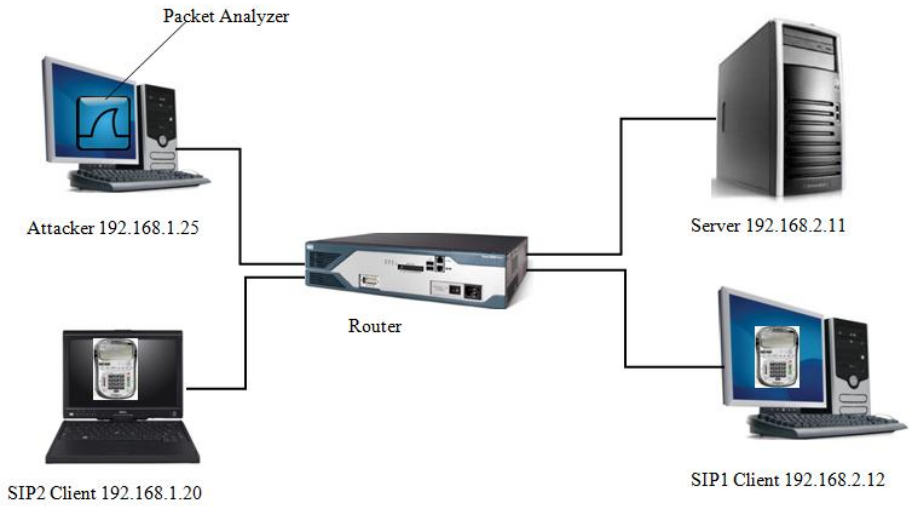 Packet Analyzer
Attacker 192.168.1.25
Server 192.168.2.11
Router
SIP2 Client 192.168.1.20
SIP1 Client 192.168.2.12